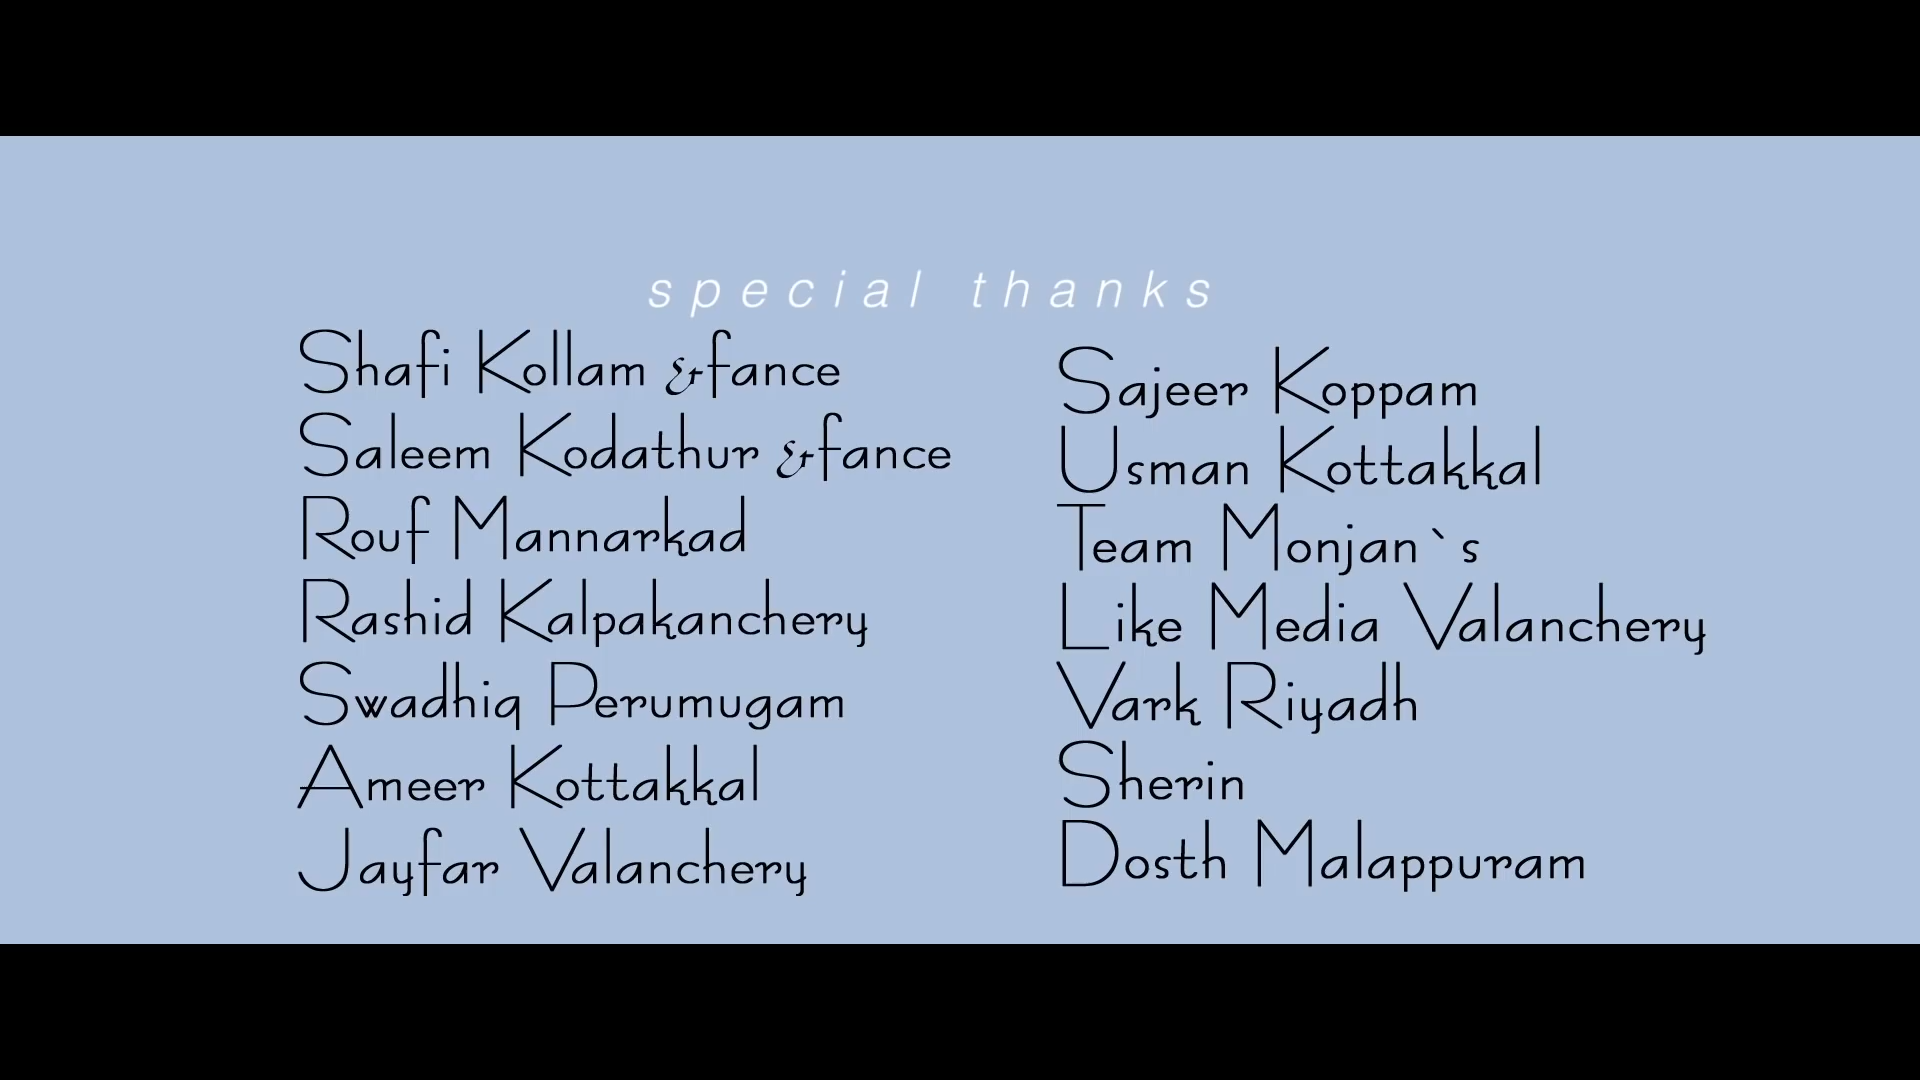 special thanks
Shafi Kollam &fance
Saleem Kodathur &fance
Rouf Mannarkad
Rashid Kalpakanchery
Swadhiq Perumugam
Ameer Kottakkal
Jayfar Valanchery
Sajeer Koppam
Usman Kottakkal
Team Monjan`s
Like Media Valanchery
Vark Riyadh
Sherin
Dosth Malappuram